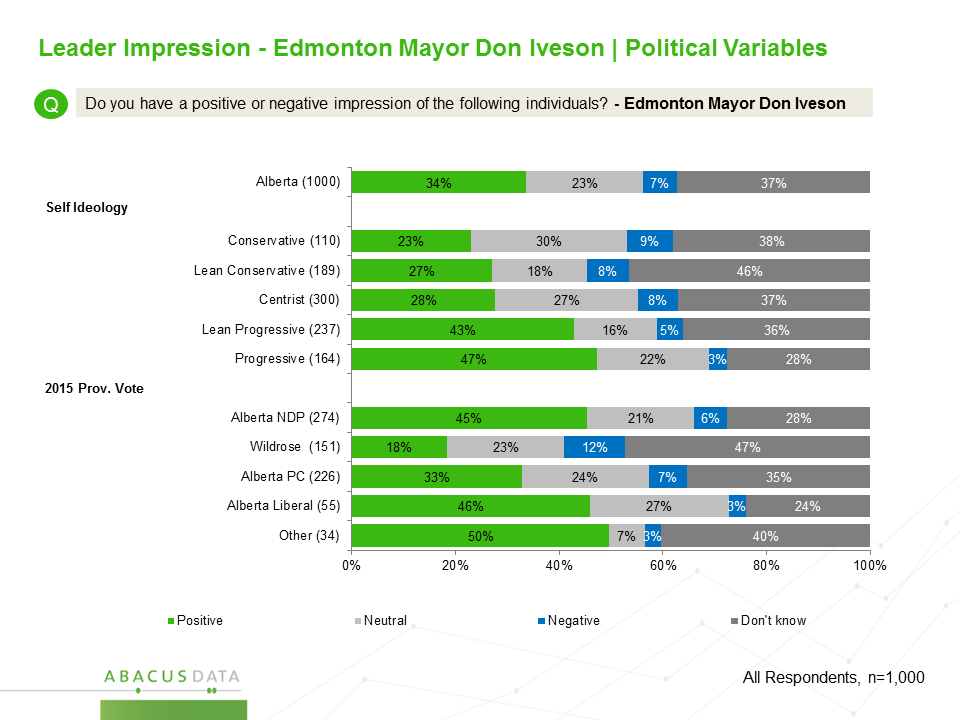 Leader Impression - Edmonton Mayor Don Iveson | Political Variables
Q
Do you have a positive or negative impression of the following individuals? - Edmonton Mayor Don Iveson
Alberta (1000) 34% 23% 7% 37%
Self Ideology
Conservative (110) 23% 30% 9% 38%
Lean Conservative (189) 27% 18% 8% 46%
Centrist (300) 28% 27% 8% 37%
Lean Progressive (237) 43% 16% 5% 36%
Progressive (164) 47% 22% 3% 28%
2015 Prov. Vote
Alberta NDP (274) 45% 21% 6% 28%
Wildrose (151) 18% 23% 12% 47%
Alberta PC (226) 33% 24% 7% 35%
Alberta Liberal (55) 46% 27% 3% 24%
Other (34) 50% 7% 3% 40%
0% 20% 40% 60% 80% 100%
Positive Neutral Negative Don't know
ABACUS DATA
All Respondents, n=1,000